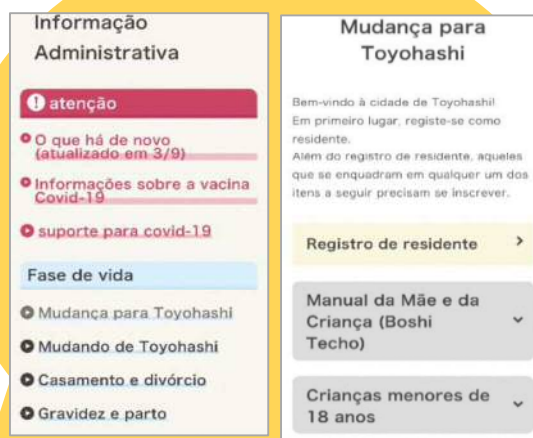 Informação
Administrativa
atenção
O que há de novo
(atualizado em 3/9)
Informações sobre a vacina
Covid-19
suporte para covid-19
Fase de vida
Mudança para Toyohashi
Mudando de Toyohashi
Casamento e divórcio
Gravidez e parto
Mudança para
Toyohashi
Bem-vindo à cidade de Toyohashi!
Em primeiro lugar, registe-se como
residente.
Além do registro de residente, aqueles
que se enquadram em qualquer um dos
itens a seguir precisam se inscrever.
Registro de residente
Manual da Mãe e da
Criança (Boshi
Techo)
Crianças menores de
18 anos